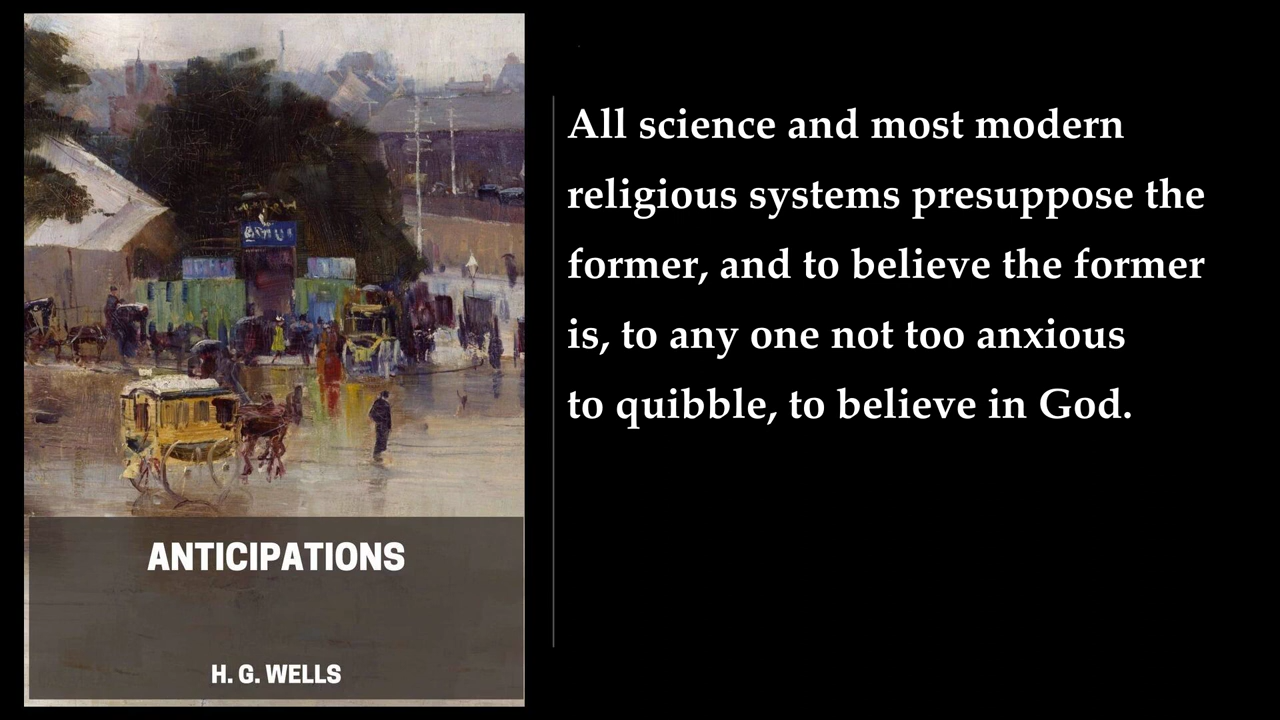 ANTICIPATIONS
H. G. WELLS
All science and most modern
religious systems presuppose the
former, and to believe the former
is, to any one not too anxious
to quibble, to believe in God.